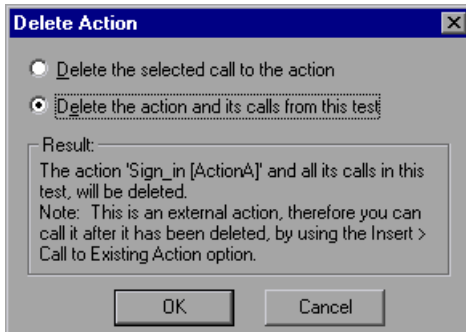 Delete Action
Delete the selected call to the action
Delete the action and its calls from this test
Result:
The action 'Sign_in [ActionA]' and all its calls in this
test, will be deleted.
Note:  This is an external action, therefore you can
call it after it has been deleted, by using the Insert >
Call to Existing Action option.
OK
Cancel